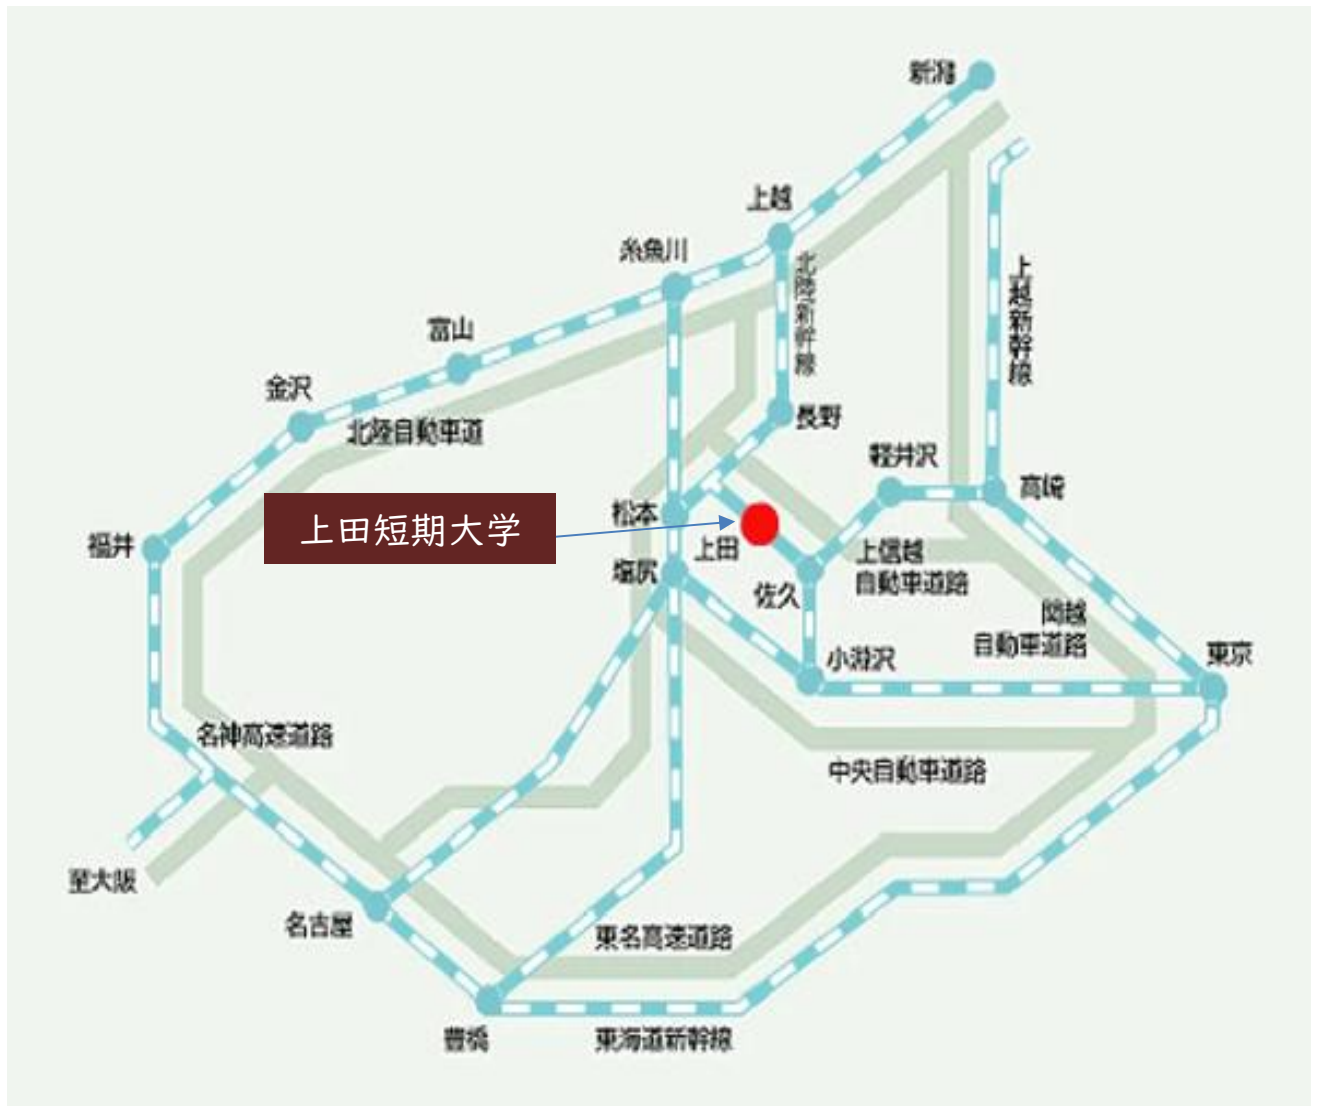 新潟
上越
糸魚川
北陸新幹線
上越新幹線
富山
金沢
北陸自動車道
長野
軽井沢
高崎
上田短期大学
松本
福井
上田
塩尻
上信越
自動車道路
佐久
関越
自動車道路
小淵沢
東京
名神高速道路
中央自動車道路
至大阪
名古屋
東名高速道路
豊橋
東海道新幹線